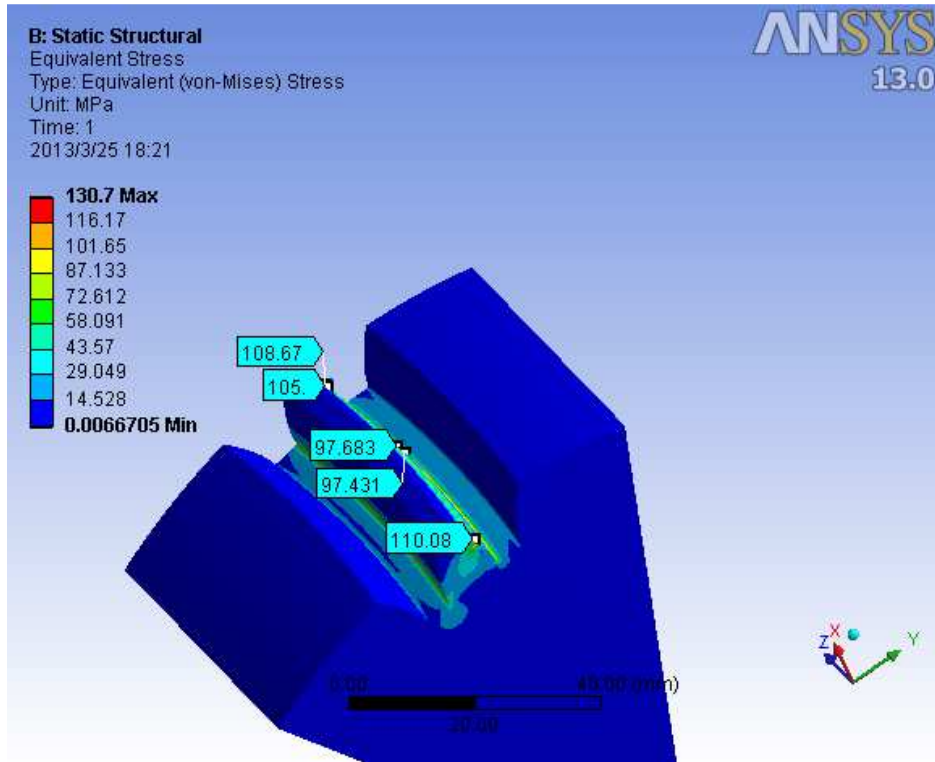 B: Static Structural
Equivalent Stress
Type: Equivalent (von-Mises) Stress
Unit: MPa
Time: 1
2013/3/25 18:21
ANSYS
13.0
130.7 Max
116.17
101.65
87.133
72.612
58.091
43.57
29.049
14.528
0.0066705 Min
108.67
105.
97.683
97.431
110.08
X
Z
Y
0.00
40.00 (mm)
20.00